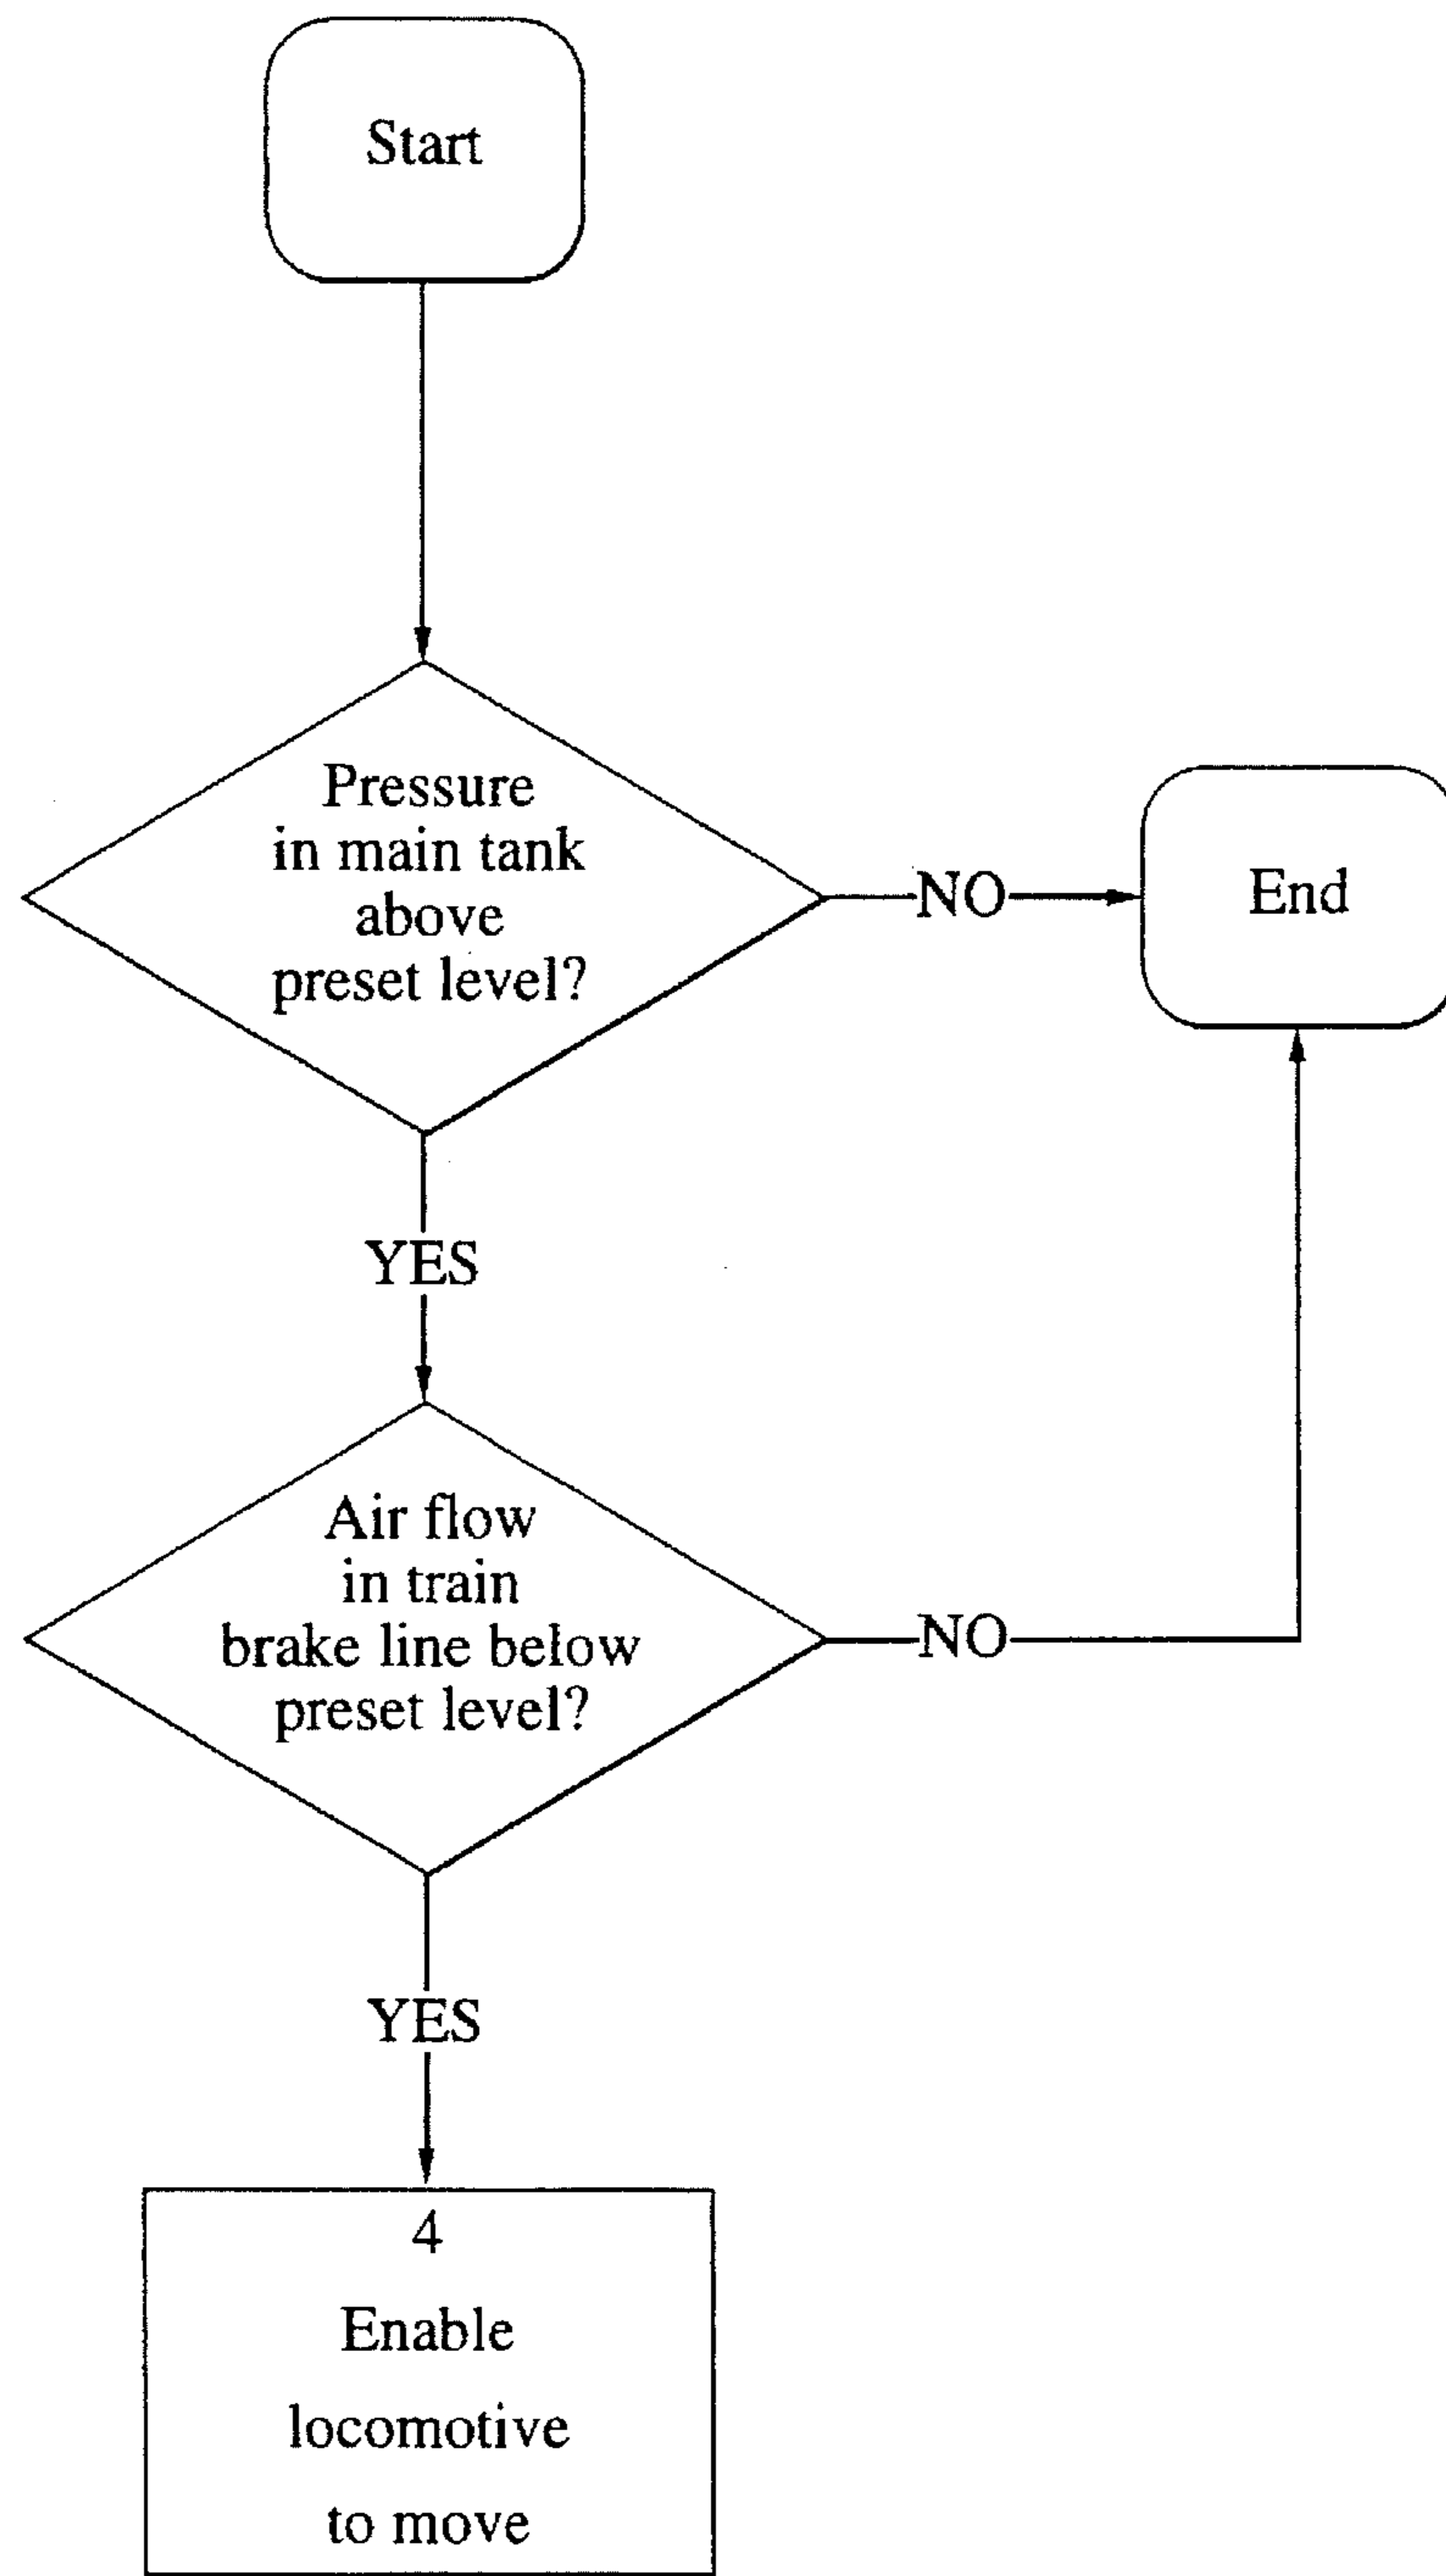 Start
Pressure
in main tank
above
preset level?
NO
End
YES
Air flow
in train
brake line below
preset level?
NO
YES
4
Enable
locomotive
to move